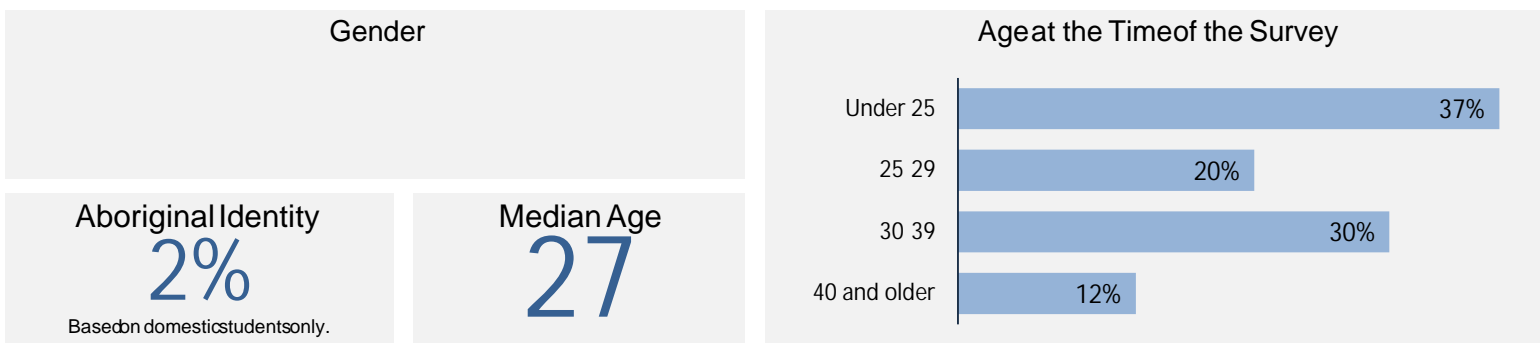 Gender
Aboriginal Identity
2%
Based on domestic students only.
Median Age
27
Age at the Time of the Survey
Under 25
37%
25 29
20%
30 39
30%
40 and older
12%